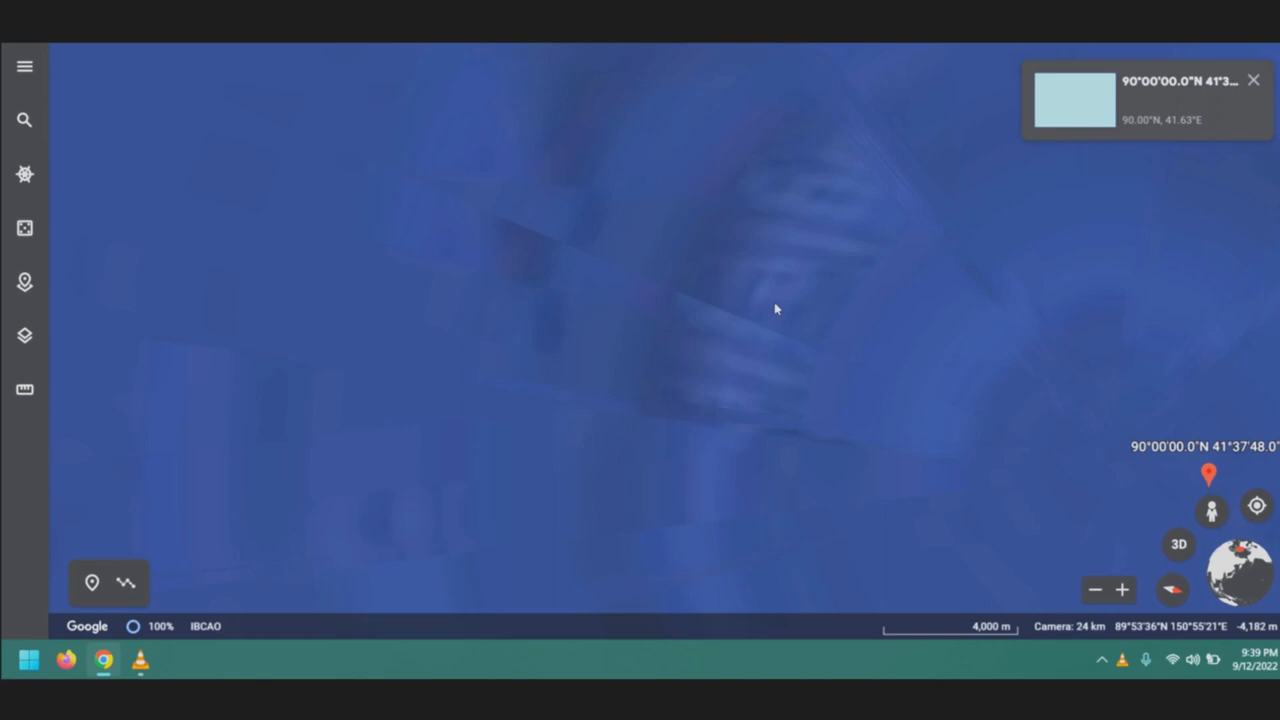 90°00'00.0"N 41°3...
90.00°N, 41.63°E
90°00'00.0"N 41°37'48.0"
3D
Google 100% IBCAO 4,000 m Camera: 24 km 89°53'36"N 150°55'21"E -4,182 m
9:39 PM
9/12/2022